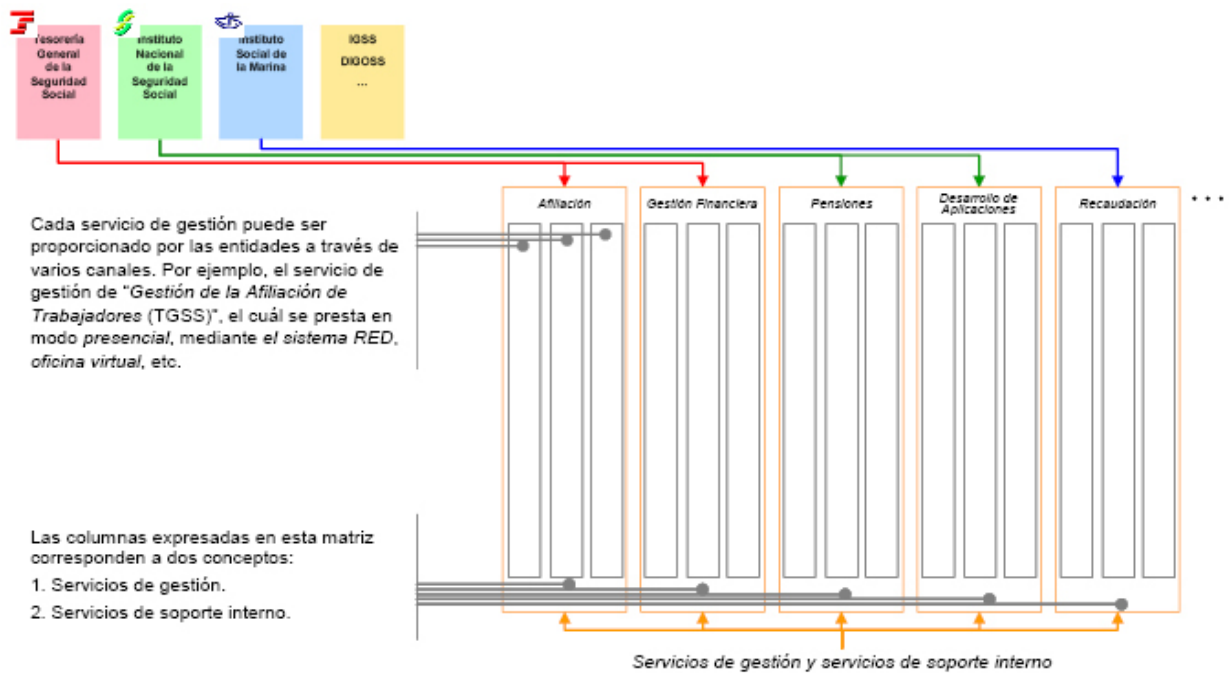 Tesorería
General
de la
Seguridad
Social
Instituto
Nacional
de la
Seguridad
Social
Instituto
Social de
la Marina
IGSS
DIGOSS
...
Afiliación
Gestión Financiera
Pensiones
Desarrollo de
Aplicaciones
Recaudación
...
Cada servicio de gestión puede ser
proporcionado por las entidades a través de
varios canales. Por ejemplo, el servicio de
gestión de "Gestión de la Afiliación de
Trabajadores (TGSS)", el cuál se presta en
modo presencial, mediante el sistema RED,
oficina virtual, etc.
Las columnas expresadas en esta matriz
corresponden a dos conceptos:
1. Servicios de gestión.
2. Servicios de soporte interno.
Servicios de gestión y servicios de soporte interno